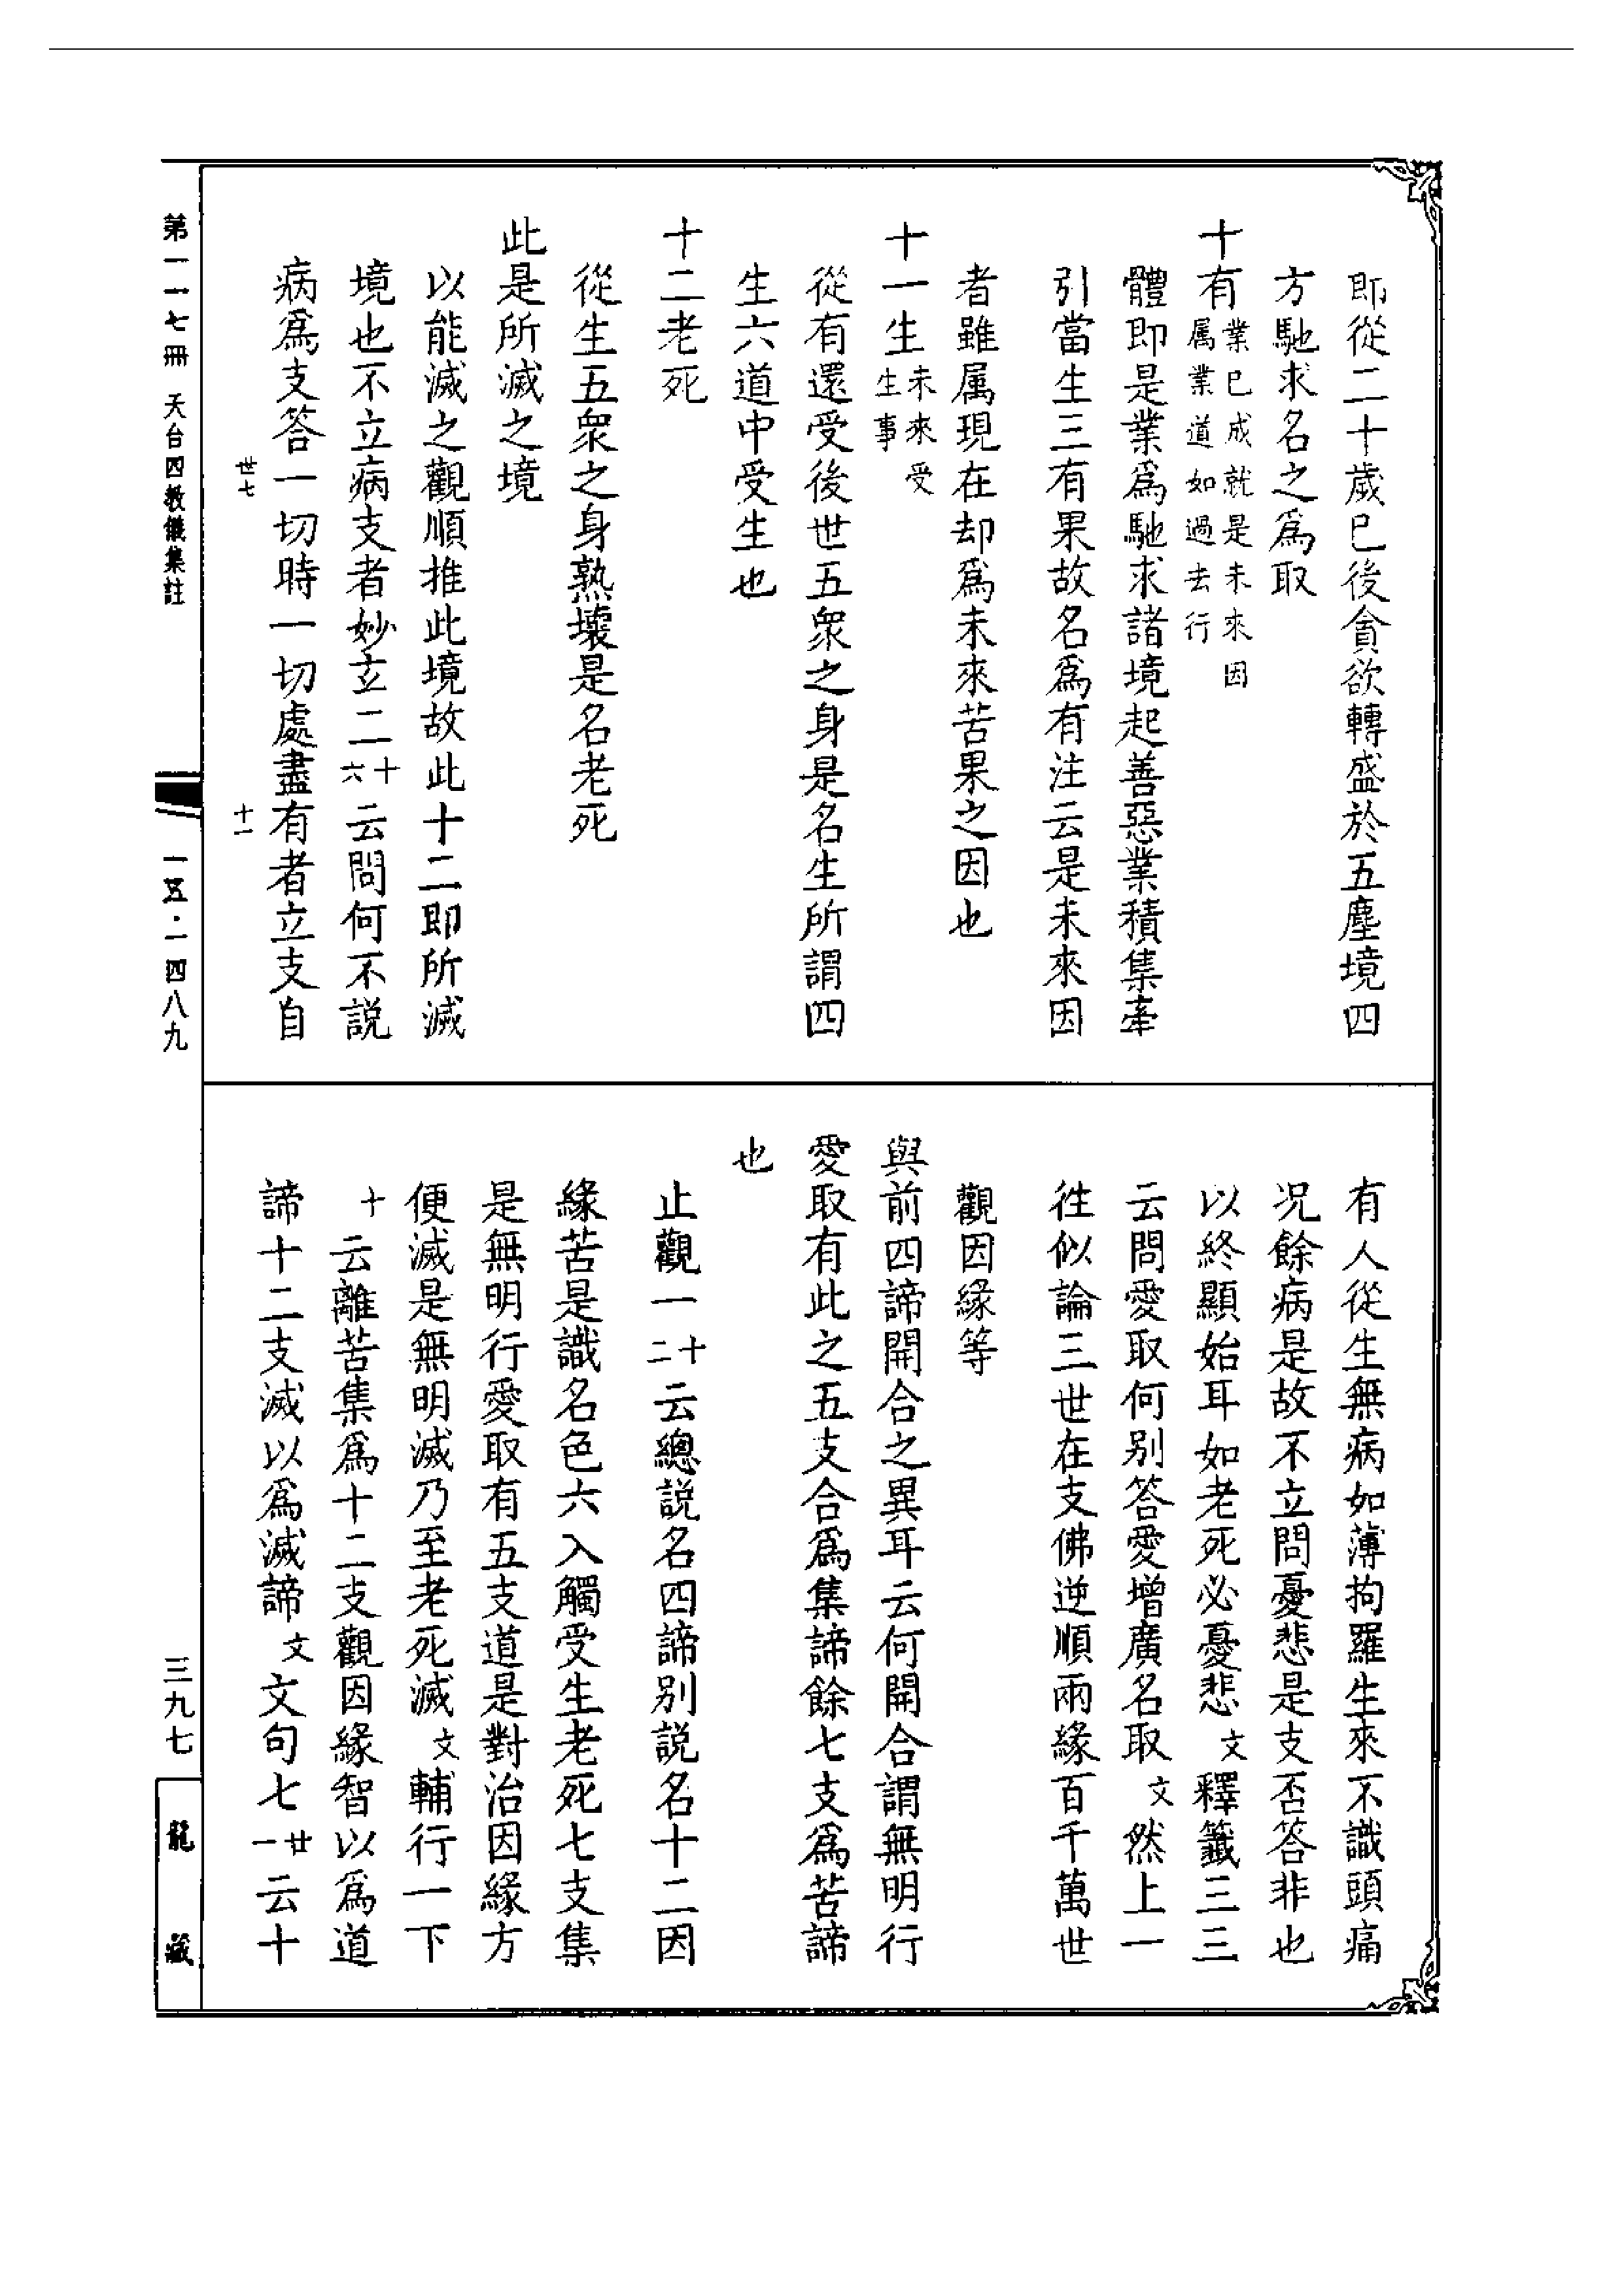 即從二十歲已後貪欲轉盛於五塵境四
方馳求名之爲取
十有業已成就是未來因
属業道如過去行
體即是業爲馳求諸境起善惡業積集牽
引當生三有果故名爲有注云是未來因
者雖属現在却爲未來苦果之因也
十一生未來受
生事
從有還受後世五衆之身是名生所謂四
生六道中受生也
十二老死
從生五衆之身熟壞是名老死
此是所滅之境
以能滅之觀順推此境故此十二即所滅
境也不立病支者妙玄二十六云問何不説
病爲支答一切時一切處盡有者立支自
世七
十一
有人從生無病如薄拘羅生來不識頭痛
况餘病是故不立問憂悲是支否答非也
以終顯始耳如老死必憂悲文釋籤三三
云問愛取何别答愛增廣名取文然上一
徃似論三世在支佛逆順兩緣百千萬世
觀因緣等
與前四諦開合之異耳云何開合謂無明行
愛取有此之五支合爲集諦餘七支爲苦諦
也
止觀一十二云總説名四諦别説名十二因
緣苦是識名色六入觸受生老死七支集
是無明行愛取有五支道是對治因緣方
便滅是無明滅乃至老死滅文輔行一下
十云離苦集爲十二支觀因緣智以爲道
諦十二支滅以爲滅諦文文句七廿一云十
第一一七冊 天台四教儀集註
一五·一四八九
三九七
龍藏